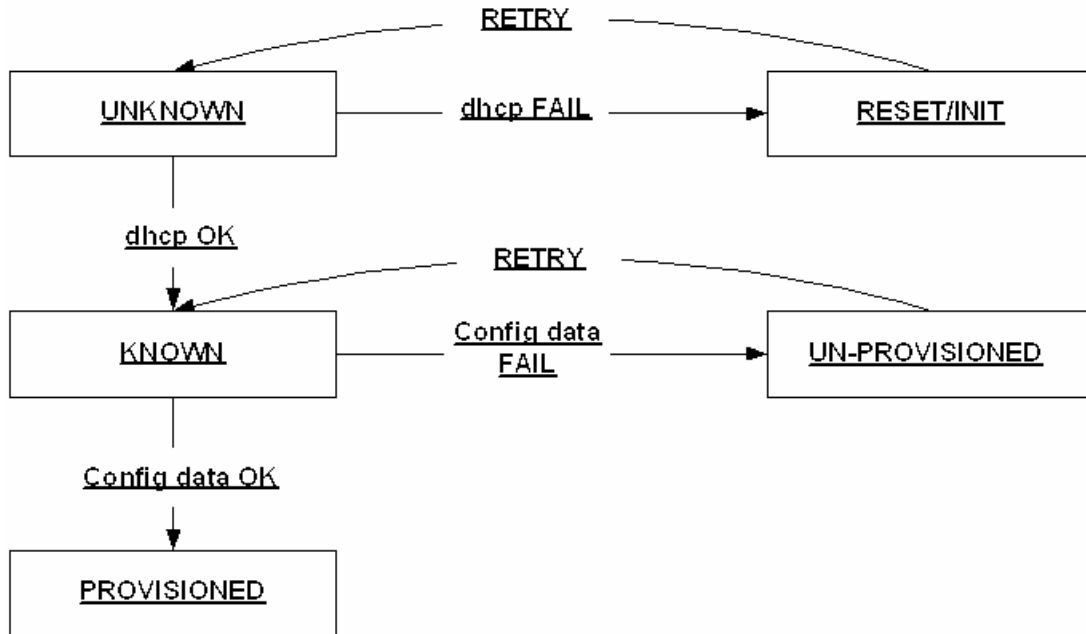 RETRY
UNKNOWN
dhcp FAIL
RESET/INIT
dhcp OK
RETRY
KNOWN
Config data
FAIL
UN-PROVISIONED
Config data OK
PROVISIONED